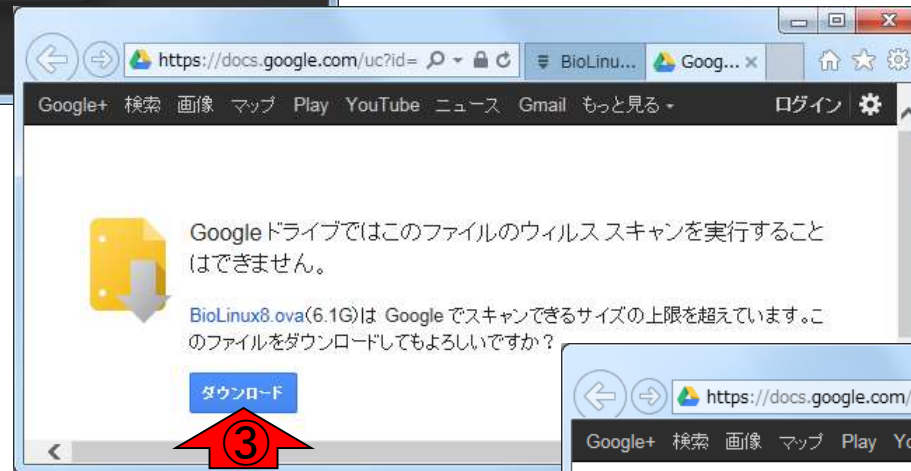 https://docs.google.com/uc?id=
BioLinu...
Goog...
Google+ 検索 画像 マップ Play YouTube ニュース Gmail もっと見る ログイン
Googleドライブではこのファイルのウィルス スキャンを実行すること
はできません。
BioLinux8.ova(6.1G)は Google でスキャンできるサイズの上限を超えています。こ
のファイルをダウンロードしてもよろしいですか？
ダウンロード
③
https://docs.google.com/
Google+ 検索 画像 マップ Play Yo